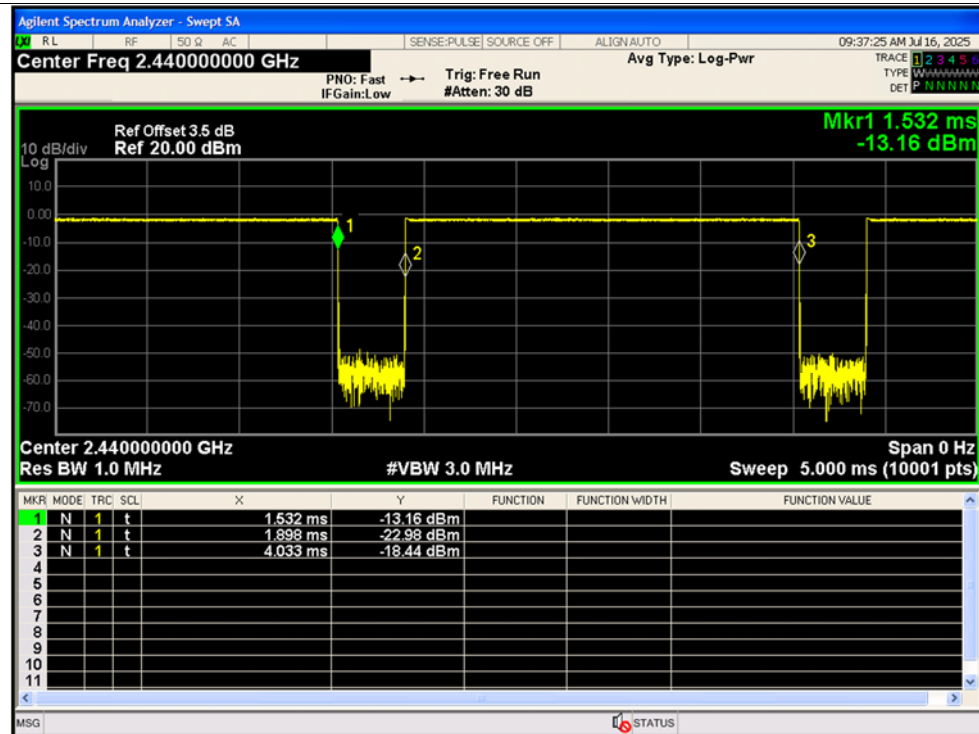 Agilent Spectrum Analyzer - Swept SA
RL RF 50 Ω AC SENSE:PULSE SOURCE OFF ALIGN AUTO 09:37:25 AM Jul 16, 2025
Center Freq 2.440000000 GHz Avg Type: Log-Pwr TRACE 1 2 3 4 5 6
PNO: Fast Trig: Free Run TYPE W
IFGain:Low #Atten: 30 dB DET P N N N N N
Mkr1 1.532 ms
Ref Offset 3.5 dB
10 dB/div Ref 20.00 dBm -13.16 dBm
Log
10.0
0.00
1
-10.0
3
2
-20.0
-30.0
-40.0
-50.0
-60.0
-70.0
Center 2.440000000 GHz Span 0 Hz
Res BW 1.0 MHz #VBW 3.0 MHz Sweep 5.000 ms (10001 pts)
MKR MODE TRC SCL X Y FUNCTION FUNCTION WIDTH FUNCTION VALUE
1 N 1 t 1.532 ms -13.16 dBm
2 N 1 t 1.898 ms -22.98 dBm
3 N 1 t 4.033 ms -18.44 dBm
4
5
6
7
8
9
10
11
MSG STATUS